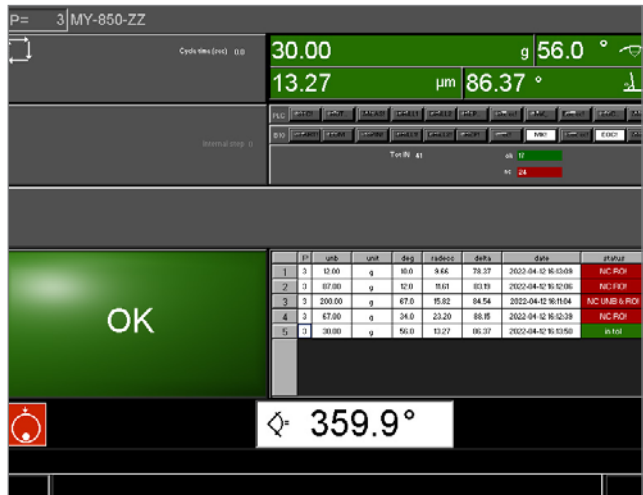 P= 3 MY-850-ZZ
Cycle time (sec) 0.0
30.00 g 56.0 °
13.27 µm 86.37 °
PLC
Internal step 0
NK! EOC!
Tot IN 41 ok 17
nc 24
OK
P unb unit deg radecc delta date status
1 3 12.00 g 10.0 9.66 78.37 2022-04-12 16:13:09 NC RO!
2 3 87.00 g 12.0 11.61 83.19 2022-04-12 16:12:06 NC RO!
3 3 200.00 g 67.0 15.82 84.54 2022-04-12 16:11:04 NC UNB & RO!
4 3 67.00 g 34.0 23.20 88.15 2022-04-12 16:12:39 NC RO!
5 3 30.00 g 56.0 13.27 86.37 2022-04-12 16:13:50 in tol
359.9°